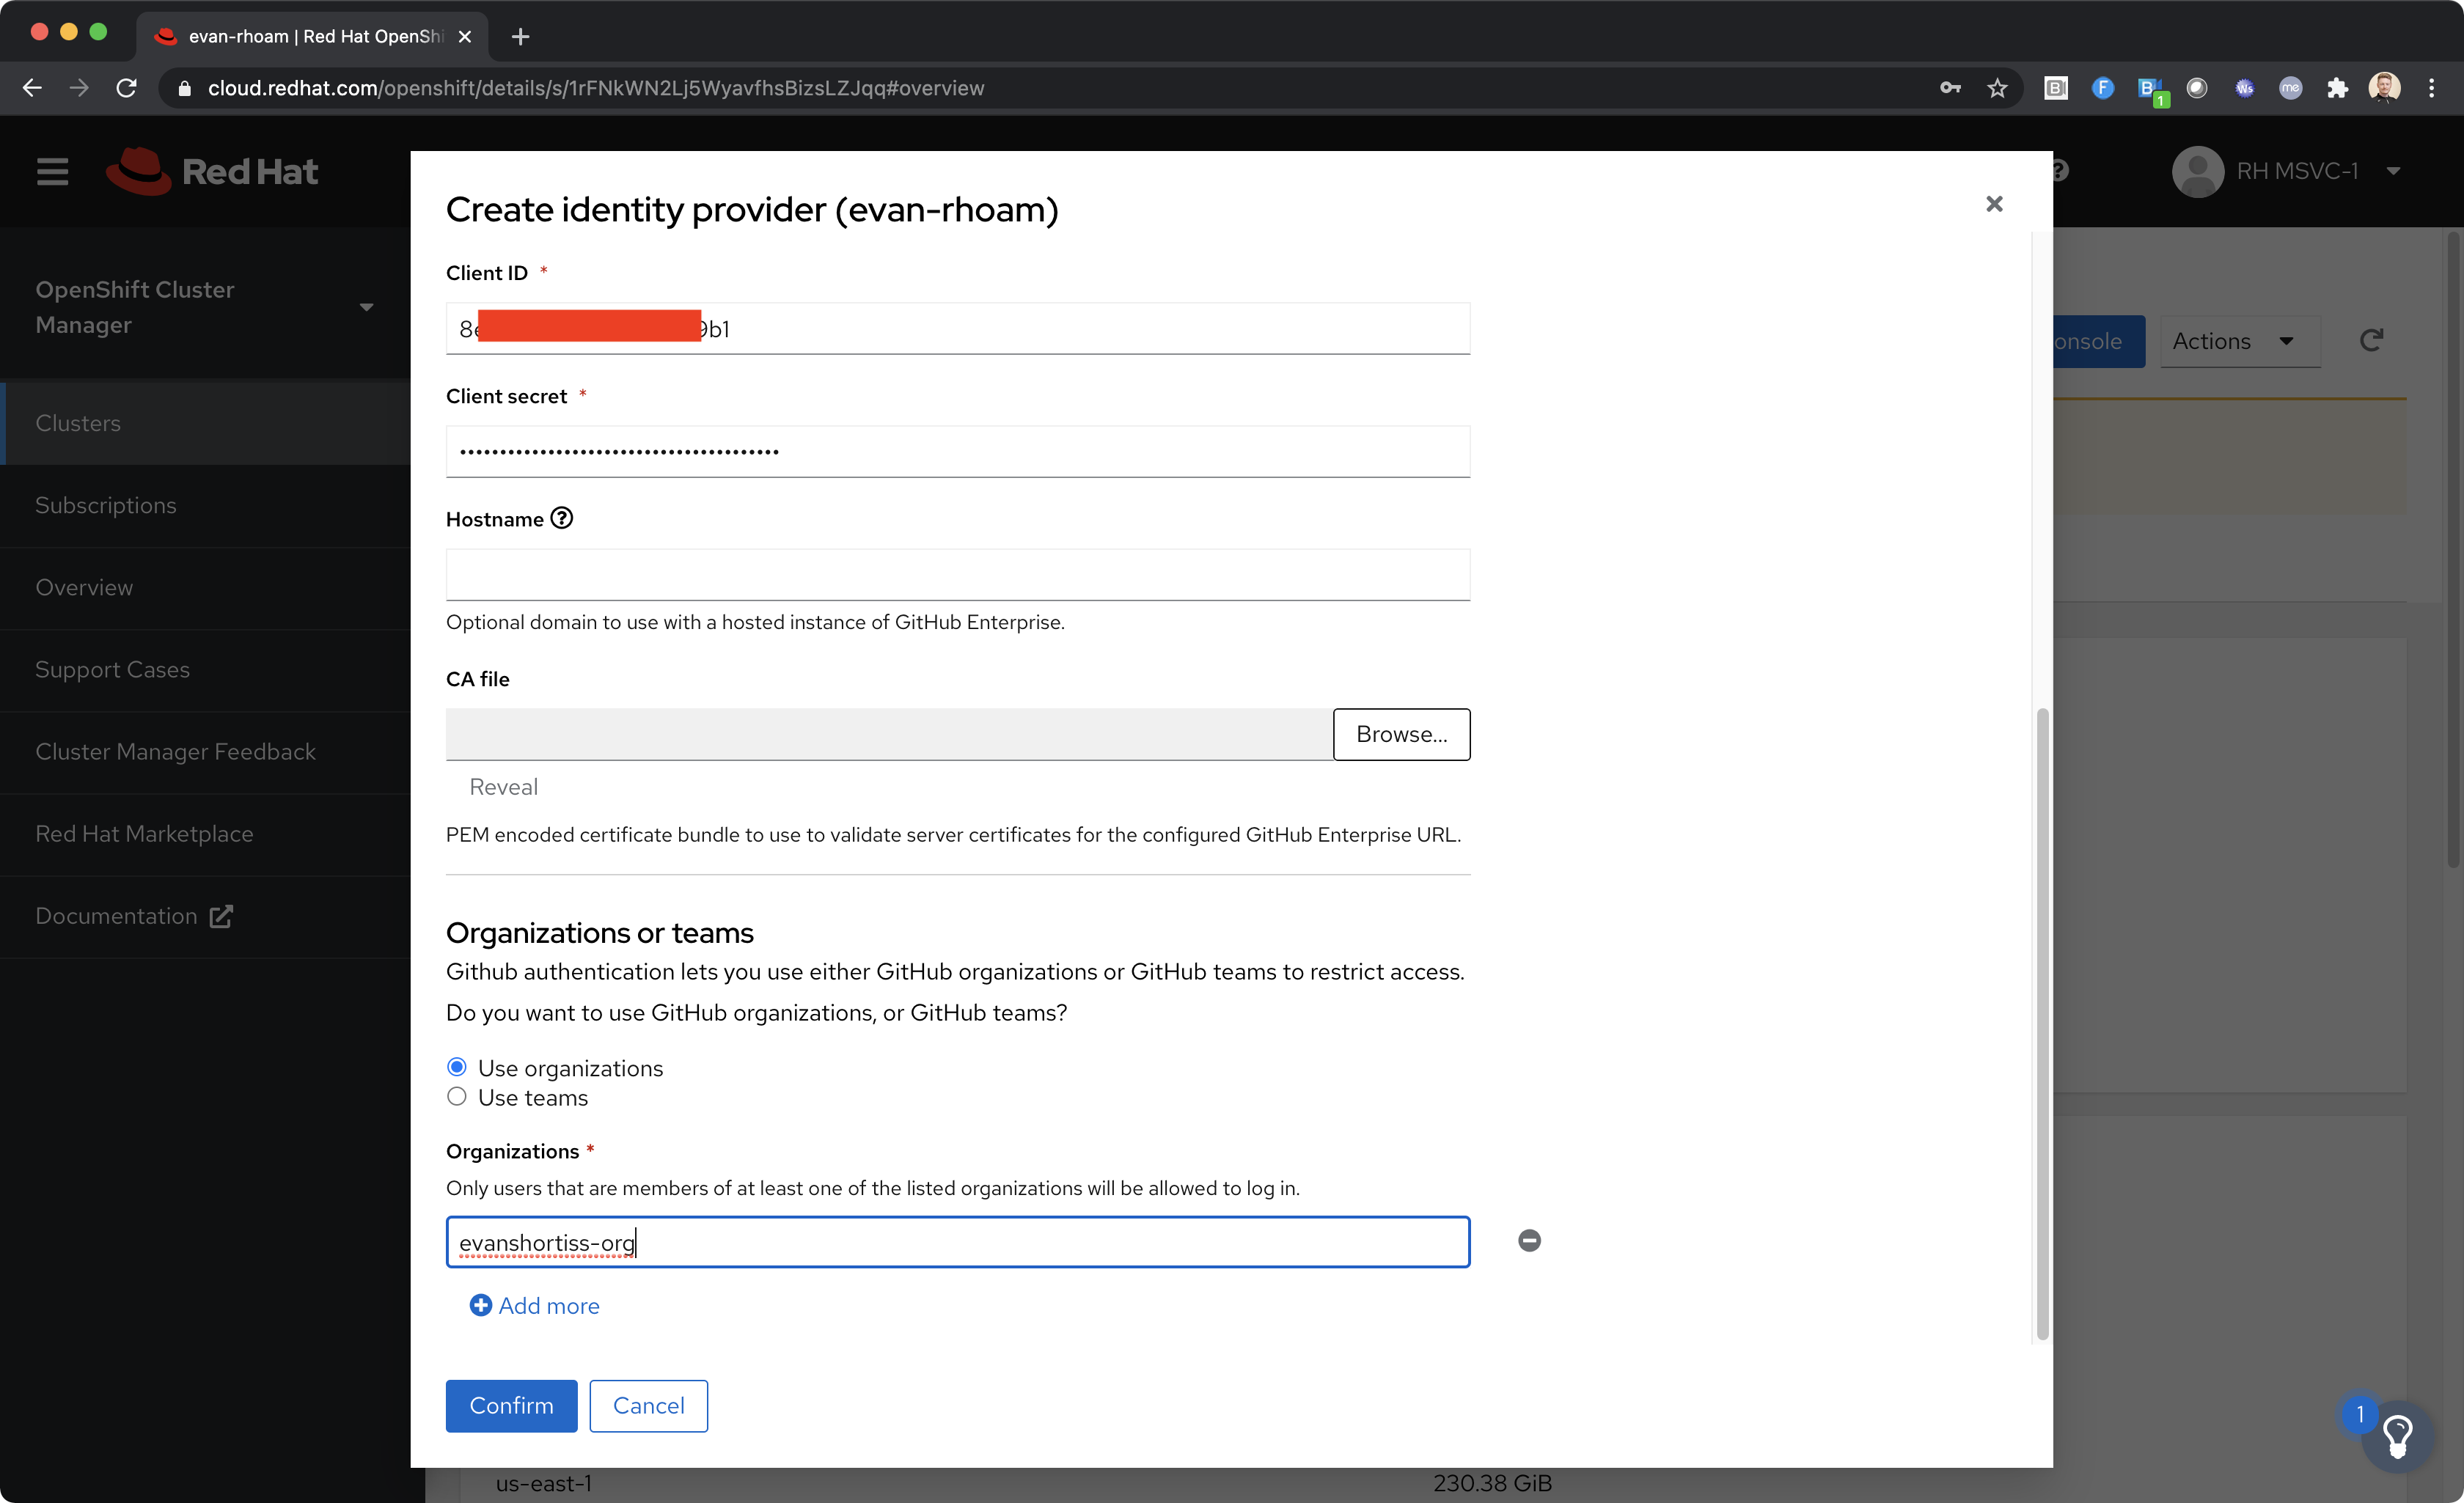 evan-rhoam | Red Hat OpenShi
cloud.redhat.com/openshift/details/s/1rFNkWN2Lj5WyavfhsBizsLZJqq#overview
B
F
B
1
Ws
me
Red Hat
RH MSVC-1
OpenShift Cluster
Manager
Clusters
Subscriptions
Overview
Support Cases
Cluster Manager Feedback
Red Hat Marketplace
Documentation
onsole
Actions
Create identity provider (evan-rhoam)
Client ID *
8e 9b1
Client secret *
••••••••••••••••••••••••••••••••••••••••
Hostname
Optional domain to use with a hosted instance of GitHub Enterprise.
CA file
Browse...
Reveal
PEM encoded certificate bundle to use to validate server certificates for the configured GitHub Enterprise URL.
Organizations or teams
Github authentication lets you use either GitHub organizations or GitHub teams to restrict access.
Do you want to use GitHub organizations, or GitHub teams?
Use organizations
Use teams
Organizations *
Only users that are members of at least one of the listed organizations will be allowed to log in.
evanshortiss-org
Add more
Confirm
Cancel
1
us-east-1
230.38 GiB